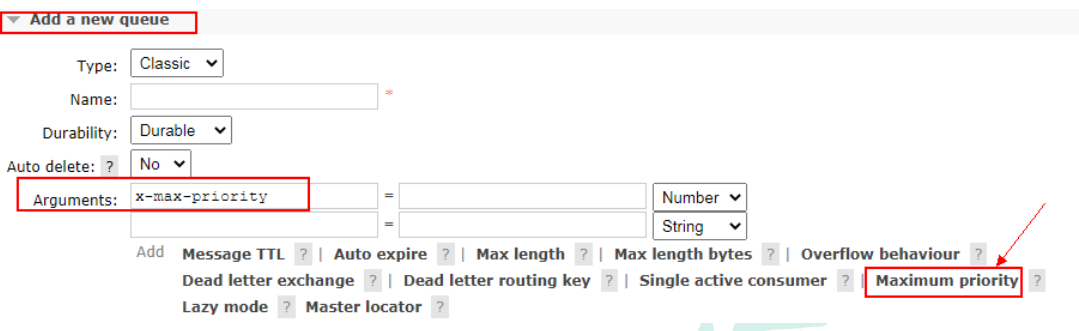 Add a new queue
Type: Classic
Name: *
Durability: Durable
Auto delete: ? No
Arguments: x-max-priority = Number
= String
Add Message TTL ? | Auto expire ? | Max length ? | Max length bytes ? | Overflow behaviour ?
Dead letter exchange ? | Dead letter routing key ? | Single active consumer ? | Maximum priority ?
Lazy mode ? Master locator ?